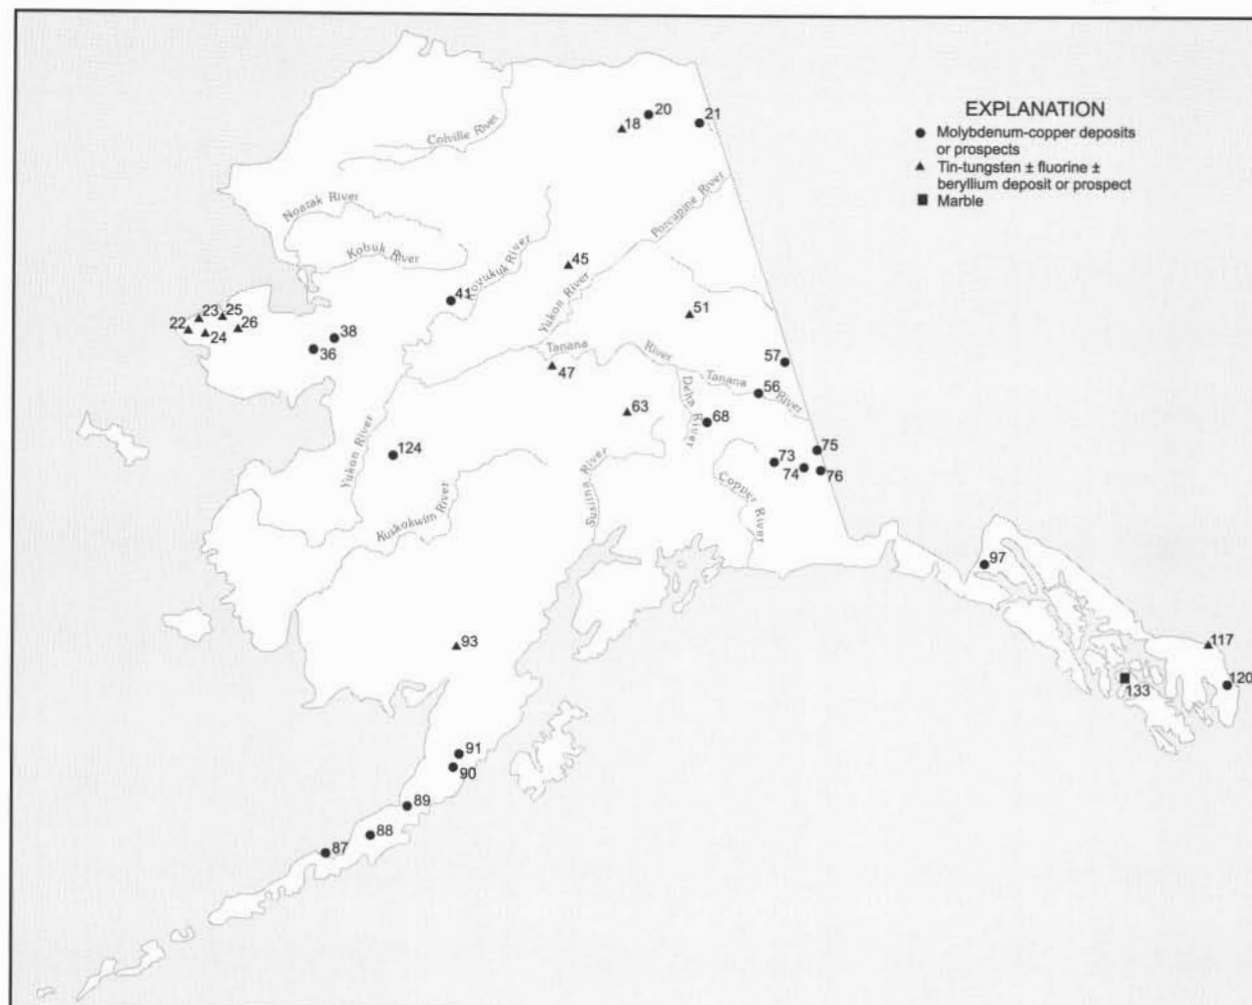 EXPLANATION
Molybdenum-copper deposits
or prospects
Tin-tungsten ± fluorine ±
beryllium deposit or prospect
Marble
20
21
18
Colville River
Noatak River
Porcupine River
Kobuk River
45
Koyukuk River
41
Yukon River
51
23
25
22
24
26
38
36
Tanana
River
57
47
Tanana
River
56
63
Delta River
68
124
Yukon River
75
73
74
76
Susitna River
Copper River
Kuskokwim River
97
93
117
133
120
91
90
89
88
87